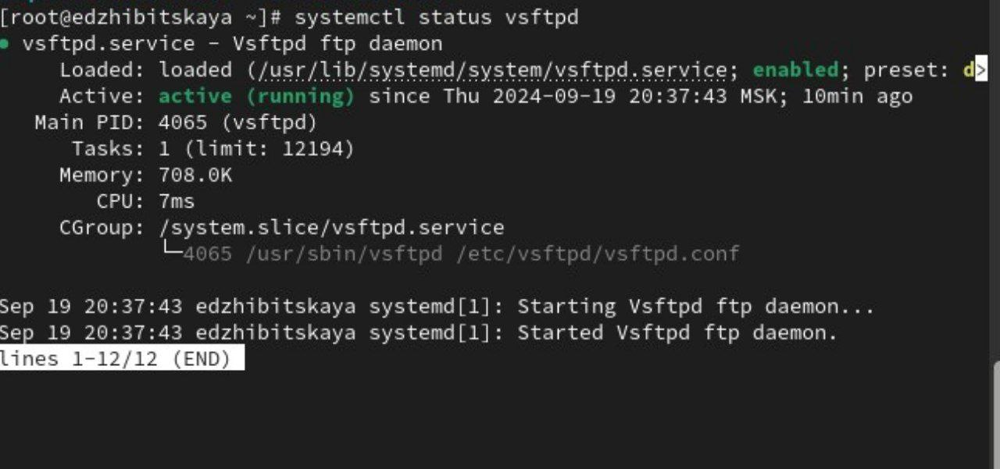 [root@edzhibitskaya ~]# systemctl status vsftpd
● vsftpd.service - Vsftpd ftp daemon
     Loaded: loaded (/usr/lib/systemd/system/vsftpd.service; enabled; preset: d>
     Active: active (running) since Thu 2024-09-19 20:37:43 MSK; 10min ago
   Main PID: 4065 (vsftpd)
      Tasks: 1 (limit: 12194)
     Memory: 708.0K
        CPU: 7ms
     CGroup: /system.slice/vsftpd.service
             └─4065 /usr/sbin/vsftpd /etc/vsftpd/vsftpd.conf

Sep 19 20:37:43 edzhibitskaya systemd[1]: Starting Vsftpd ftp daemon...
Sep 19 20:37:43 edzhibitskaya systemd[1]: Started Vsftpd ftp daemon.
lines 1-12/12 (END)